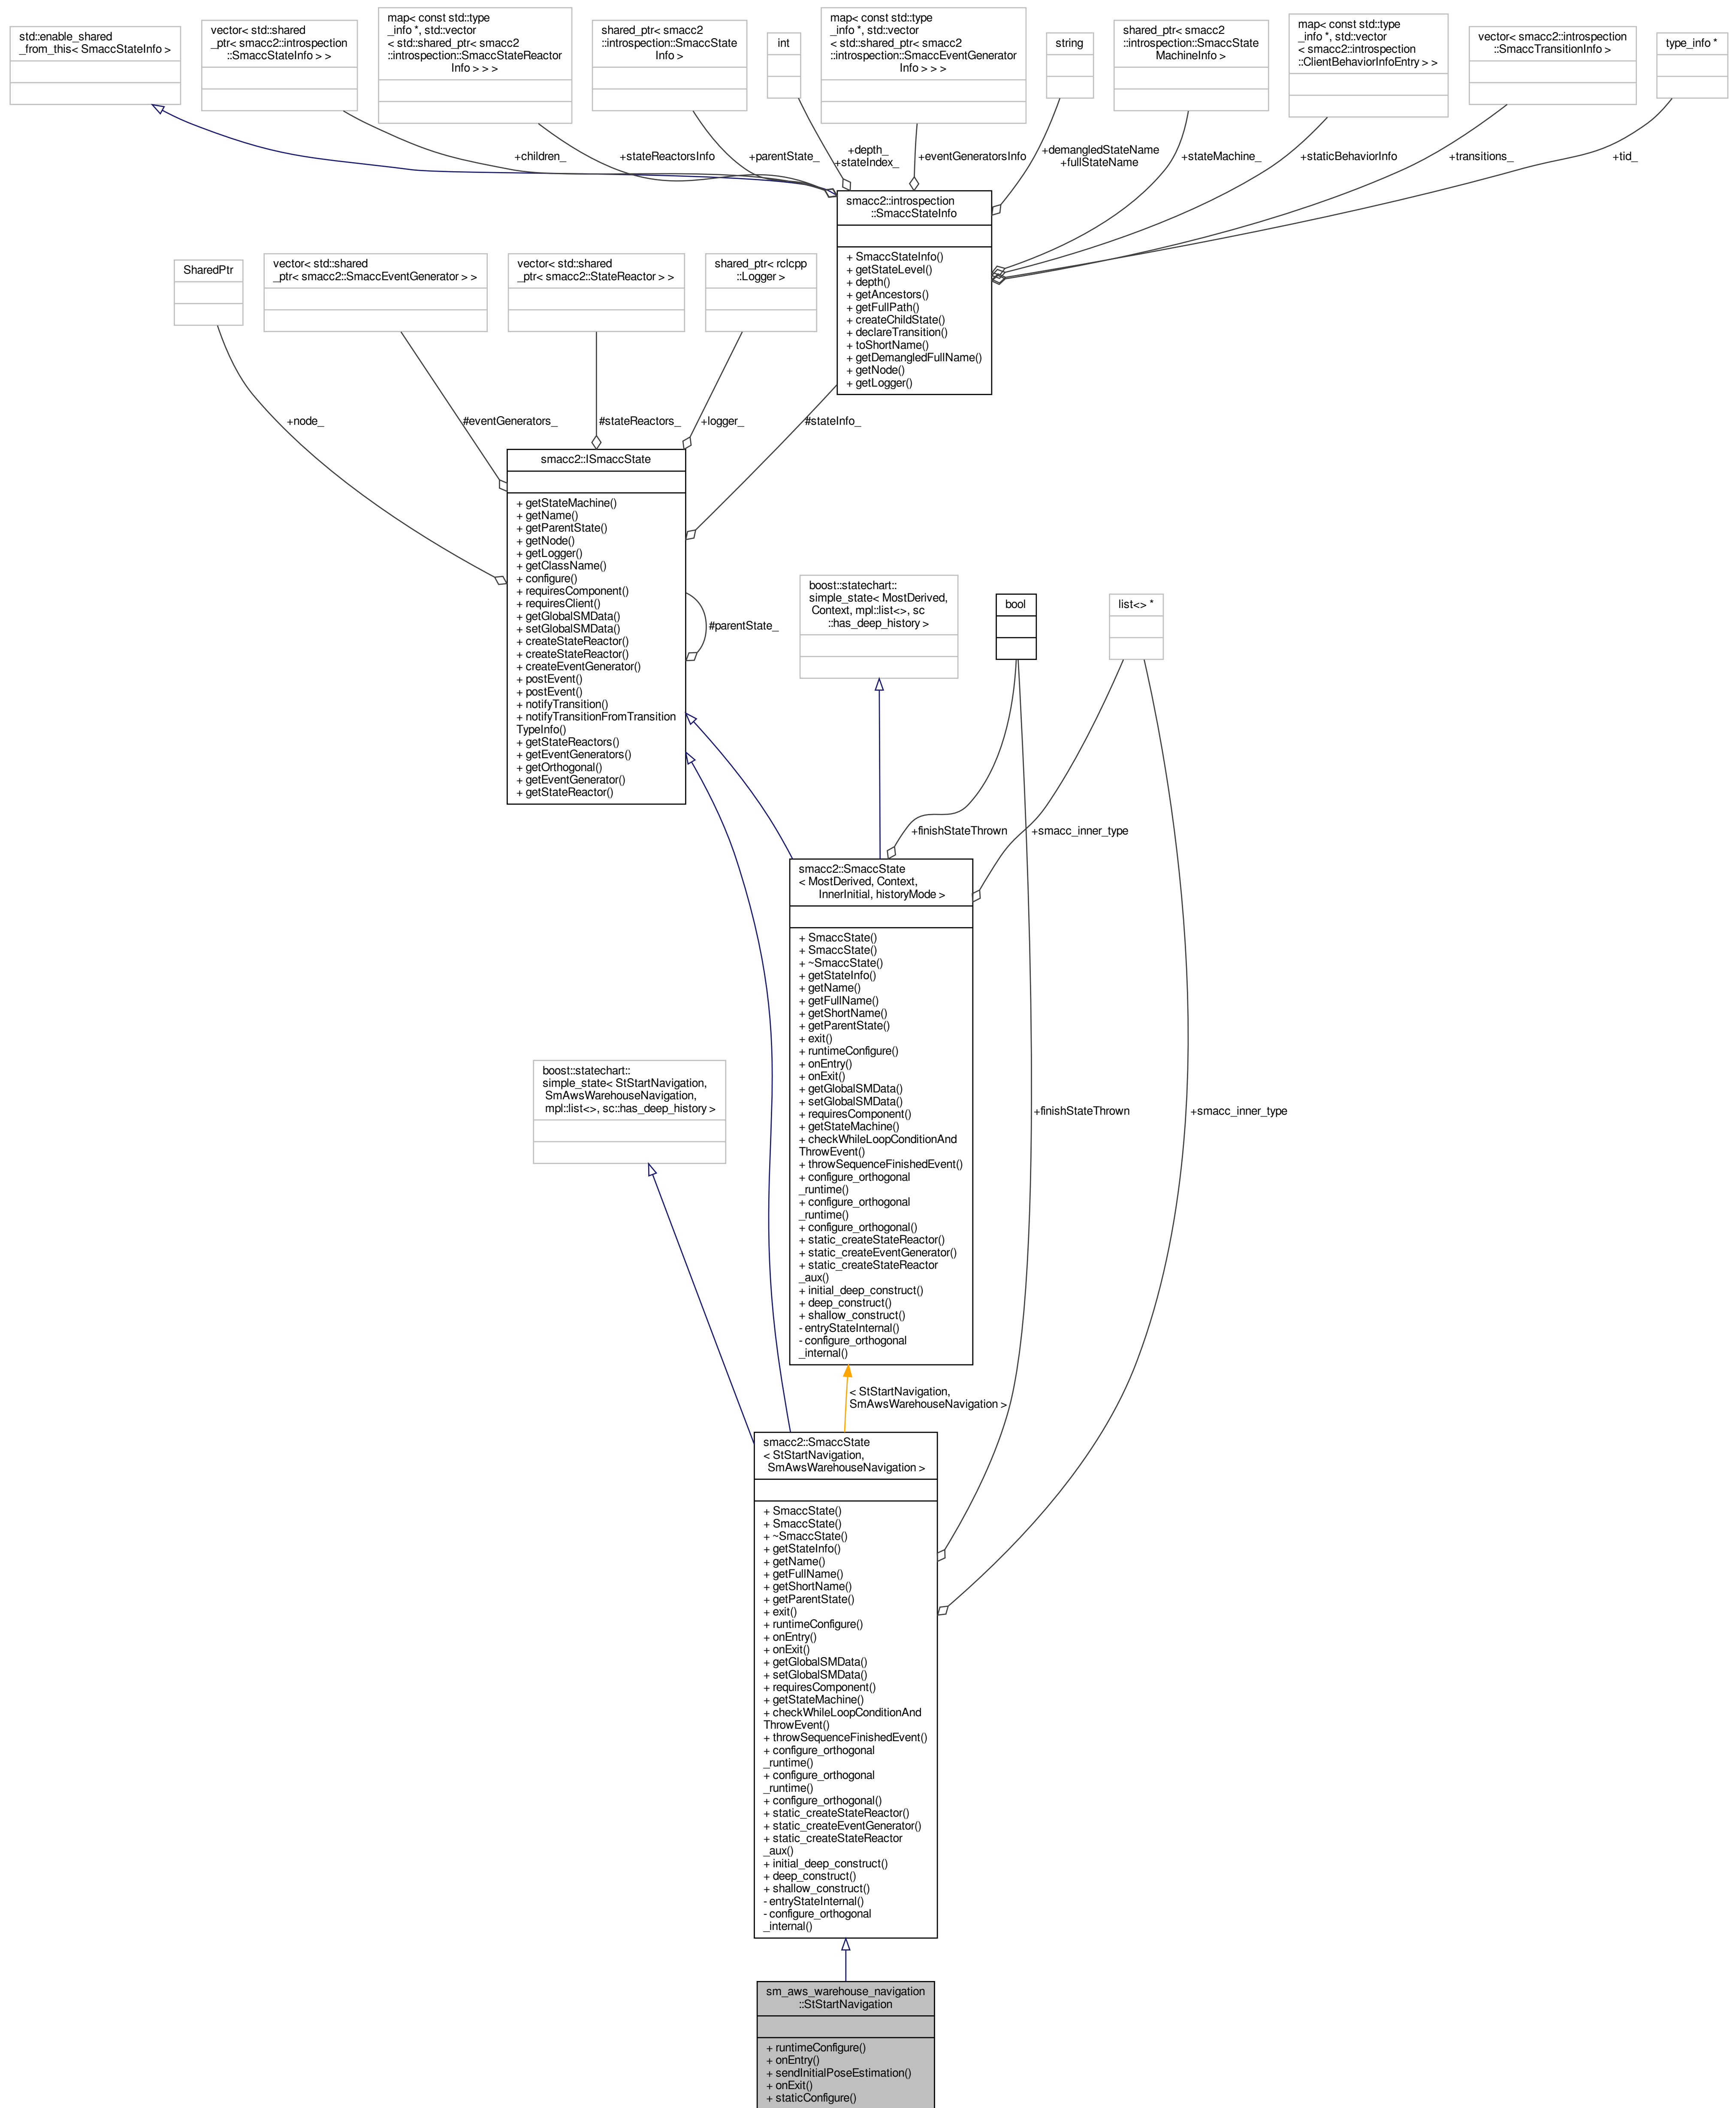 std::enable_shared
_from_this< SmaccStateInfo >
vector< std::shared
_ptr< smacc2::introspection
::SmaccStateInfo > >
map< const std::type
_info *, std::vector
< std::shared_ptr< smacc2
::introspection::SmaccStateReactor
Info > > >
shared_ptr< smacc2
::introspection::SmaccState
Info >
int
map< const std::type
_info *, std::vector
< std::shared_ptr< smacc2
::introspection::SmaccEventGenerator
Info > > >
string
shared_ptr< smacc2
::introspection::SmaccState
MachineInfo >
map< const std::type
_info *, std::vector
< smacc2::introspection
::ClientBehaviorInfoEntry > >
vector< smacc2::introspection
::SmaccTransitionInfo >
type_info *
+children_
+stateReactorsInfo
+parentState_
+depth_
+stateIndex_
+eventGeneratorsInfo
+demangledStateName
+fullStateName
+stateMachine_
+staticBehaviorInfo
+transitions_
+tid_
smacc2::introspection
::SmaccStateInfo
+ SmaccStateInfo()
+ getStateLevel()
+ depth()
+ getAncestors()
+ getFullPath()
+ createChildState()
+ declareTransition()
+ toShortName()
+ getDemangledFullName()
+ getNode()
+ getLogger()
SharedPtr
vector< std::shared
_ptr< smacc2::SmaccEventGenerator > >
vector< std::shared
_ptr< smacc2::StateReactor > >
shared_ptr< rclcpp
::Logger >
+node_
#eventGenerators_
#stateReactors_
+logger_
#stateInfo_
smacc2::ISmaccState
+ getStateMachine()
+ getName()
+ getParentState()
+ getNode()
+ getLogger()
+ getClassName()
+ configure()
+ requiresComponent()
+ requiresClient()
+ getGlobalSMData()
+ setGlobalSMData()
+ createStateReactor()
+ createStateReactor()
+ createEventGenerator()
+ postEvent()
+ postEvent()
+ notifyTransition()
+ notifyTransitionFromTransition
TypeInfo()
+ getStateReactors()
+ getEventGenerators()
+ getOrthogonal()
+ getEventGenerator()
+ getStateReactor()
#parentState_
boost::statechart::
simple_state< MostDerived,
Context, mpl::list<>, sc
::has_deep_history >
bool
list<> *
+finishStateThrown
+smacc_inner_type
smacc2::SmaccState
< MostDerived, Context,
InnerInitial, historyMode >
+ SmaccState()
+ SmaccState()
+ ~SmaccState()
+ getStateInfo()
+ getName()
+ getFullName()
+ getShortName()
+ getParentState()
+ exit()
+ runtimeConfigure()
+ onEntry()
+ onExit()
+ getGlobalSMData()
+ setGlobalSMData()
+ requiresComponent()
+ getStateMachine()
+ checkWhileLoopConditionAnd
ThrowEvent()
+ throwSequenceFinishedEvent()
+ configure_orthogonal
_runtime()
+ configure_orthogonal
_runtime()
+ configure_orthogonal()
+ static_createStateReactor()
+ static_createEventGenerator()
+ static_createStateReactor
_aux()
+ initial_deep_construct()
+ deep_construct()
+ shallow_construct()
- entryStateInternal()
- configure_orthogonal
_internal()
boost::statechart::
simple_state< StStartNavigation,
SmAwsWarehouseNavigation,
mpl::list<>, sc::has_deep_history >
+finishStateThrown
+smacc_inner_type
< StStartNavigation,
SmAwsWarehouseNavigation >
smacc2::SmaccState
< StStartNavigation,
SmAwsWarehouseNavigation >
+ SmaccState()
+ SmaccState()
+ ~SmaccState()
+ getStateInfo()
+ getName()
+ getFullName()
+ getShortName()
+ getParentState()
+ exit()
+ runtimeConfigure()
+ onEntry()
+ onExit()
+ getGlobalSMData()
+ setGlobalSMData()
+ requiresComponent()
+ getStateMachine()
+ checkWhileLoopConditionAnd
ThrowEvent()
+ throwSequenceFinishedEvent()
+ configure_orthogonal
_runtime()
+ configure_orthogonal
_runtime()
+ configure_orthogonal()
+ static_createStateReactor()
+ static_createEventGenerator()
+ static_createStateReactor
_aux()
+ initial_deep_construct()
+ deep_construct()
+ shallow_construct()
- entryStateInternal()
- configure_orthogonal
_internal()
sm_aws_warehouse_navigation
::StStartNavigation
+ runtimeConfigure()
+ onEntry()
+ sendInitialPoseEstimation()
+ onExit()
+ staticConfigure()